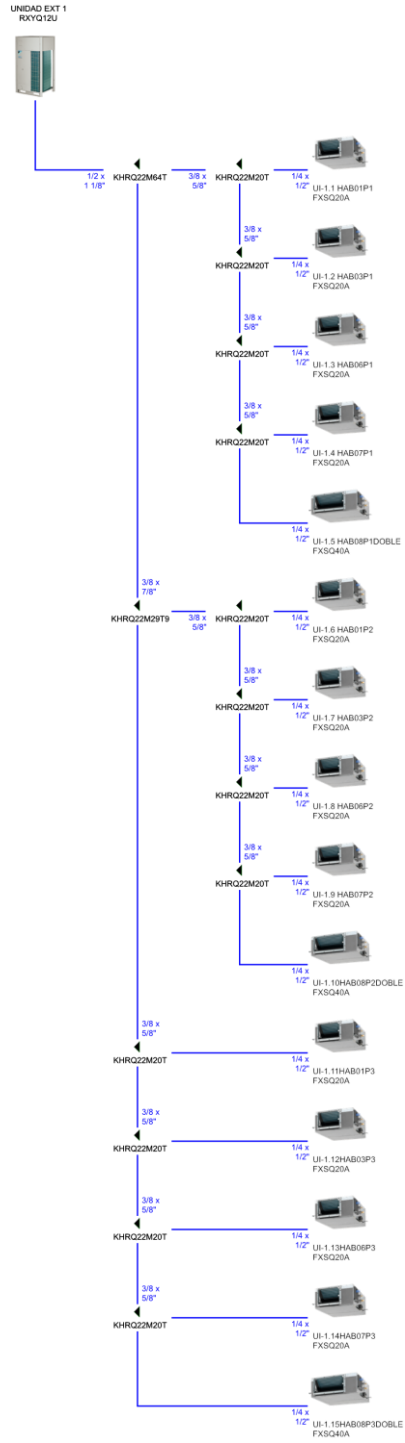 UNIDAD EXT 1
RXYQ12U
1/2 x
1 1/8"
KHRQ22M64T
3/8 x
5/8"
KHRQ22M20T
1/4 x
1/2"
UI-1.1 HAB01P1
FXSQ20A
3/8 x
5/8"
KHRQ22M20T
1/4 x
1/2"
UI-1.2 HAB03P1
FXSQ20A
3/8 x
5/8"
KHRQ22M20T
1/4 x
1/2"
UI-1.3 HAB06P1
FXSQ20A
3/8 x
5/8"
KHRQ22M20T
1/4 x
1/2"
UI-1.4 HAB07P1
FXSQ20A
1/4 x
1/2"
UI-1.5 HAB08P1DOBLE
FXSQ40A
3/8 x
7/8"
KHRQ22M29T9
3/8 x
5/8"
KHRQ22M20T
1/4 x
1/2"
UI-1.6 HAB01P2
FXSQ20A
3/8 x
5/8"
KHRQ22M20T
1/4 x
1/2"
UI-1.7 HAB03P2
FXSQ20A
3/8 x
5/8"
KHRQ22M20T
1/4 x
1/2"
UI-1.8 HAB06P2
FXSQ20A
3/8 x
5/8"
KHRQ22M20T
1/4 x
1/2"
UI-1.9 HAB07P2
FXSQ20A
1/4 x
1/2"
UI-1.10HAB08P2DOBLE
FXSQ40A
3/8 x
5/8"
KHRQ22M20T
1/4 x
1/2"
UI-1.11HAB01P3
FXSQ20A
3/8 x
5/8"
KHRQ22M20T
1/4 x
1/2"
UI-1.12HAB03P3
FXSQ20A
3/8 x
5/8"
KHRQ22M20T
1/4 x
1/2"
UI-1.13HAB06P3
FXSQ20A
3/8 x
5/8"
KHRQ22M20T
1/4 x
1/2"
UI-1.14HAB07P3
FXSQ20A
1/4 x
1/2"
UI-1.15HAB08P3DOBLE
FXSQ40A